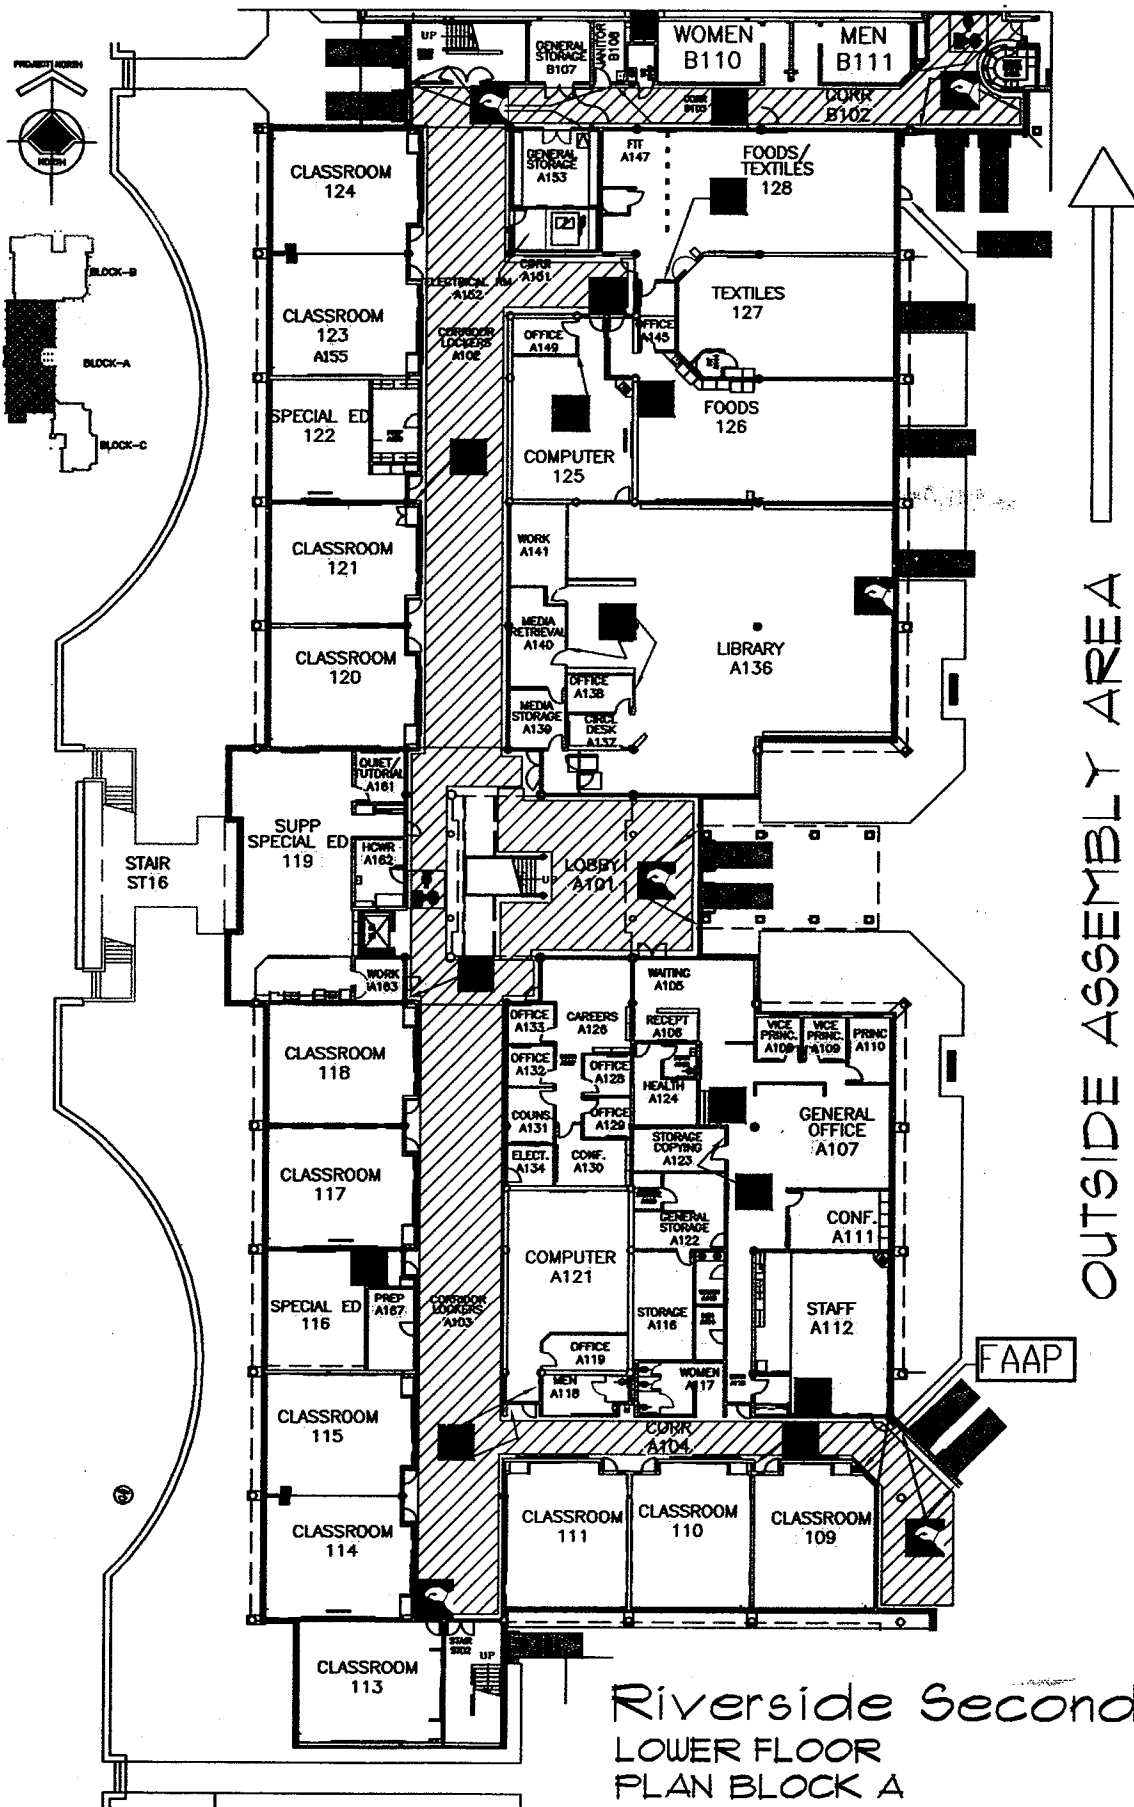 UP
GENERAL
STORAGE
B107
JANITOR
B108
WOMEN
B110
MEN
B111
CORR
B102
PROJECT NORTH
NORTH
CLASSROOM
124
GENERAL
STORAGE
A153
FIT
A147
FOODS/
TEXTILES
128
BLOCK-B
BLOCK-A
BLOCK-C
CORR
A151
ELECTRICAL RM
A152
CLASSROOM
123
A155
CORRIDOR
LOCKERS
A102
OFFICE
A149
OFFICE
A145
TEXTILES
127
SPECIAL ED
122
FOODS
126
COMPUTER
125
CLASSROOM
121
WORK
A141
MEDIA
RETRIEVAL
A140
LIBRARY
A136
CLASSROOM
120
OFFICE
A138
MEDIA
STORAGE
A139
CIRCL
DESK
A137
OUTSIDE ASSEMBLY AREA
QUIET/
TUTORIAL
A161
SUPP
SPECIAL ED
119
HCWR
A162
STAIR
ST16
UP
LOBBY
A101
WORK
A163
WAITING
A105
OFFICE
A133
CAREERS
A126
RECEPT
A106
VICE
PRINC.
A108
VICE
PRINC.
A109
PRINC
A110
CLASSROOM
118
OFFICE
A132
OFFICE
A128
HEALTH
A124
COUNS
A131
OFFICE
A129
GENERAL
OFFICE
A107
STORAGE
COPYING
A123
ELECT.
A134
CONF.
A130
CLASSROOM
117
GENERAL
STORAGE
A122
CONF.
A111
COMPUTER
A121
SPECIAL ED
116
PREP
A167
CORRIDOR
LOCKERS
A103
STORAGE
A116
STAFF
A112
OFFICE
A119
MEN
A118
WOMEN
A117
FAAP
CLASSROOM
115
CORR
A104
CLASSROOM
114
CLASSROOM
111
CLASSROOM
110
CLASSROOM
109
STAIR
ST02
UP
CLASSROOM
113
Riverside Second
LOWER FLOOR
PLAN BLOCK A